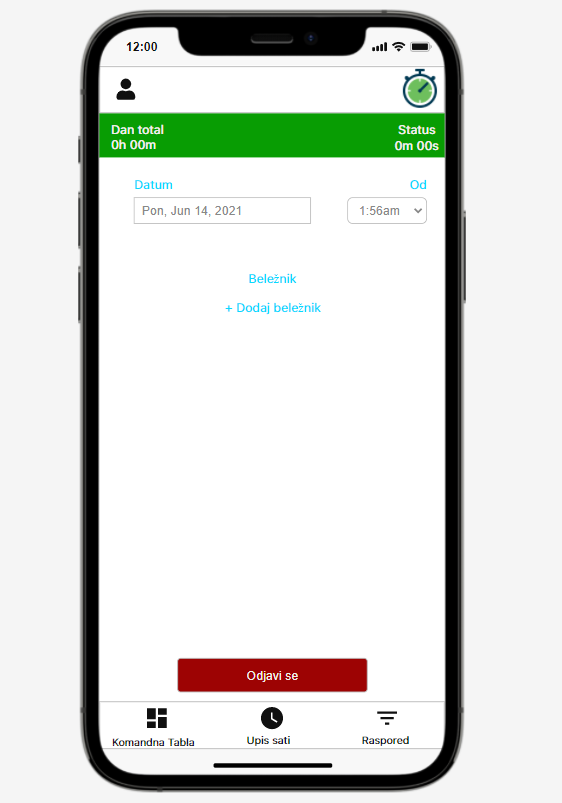 12:00
Dan total
Status
0h 00m
0m 00s
Datum
Od
Pon, Jun 14, 2021
1:56am
Beležnik
+ Dodaj beležnik
Odjavi se
Komandna Tabla
Upis sati
Raspored